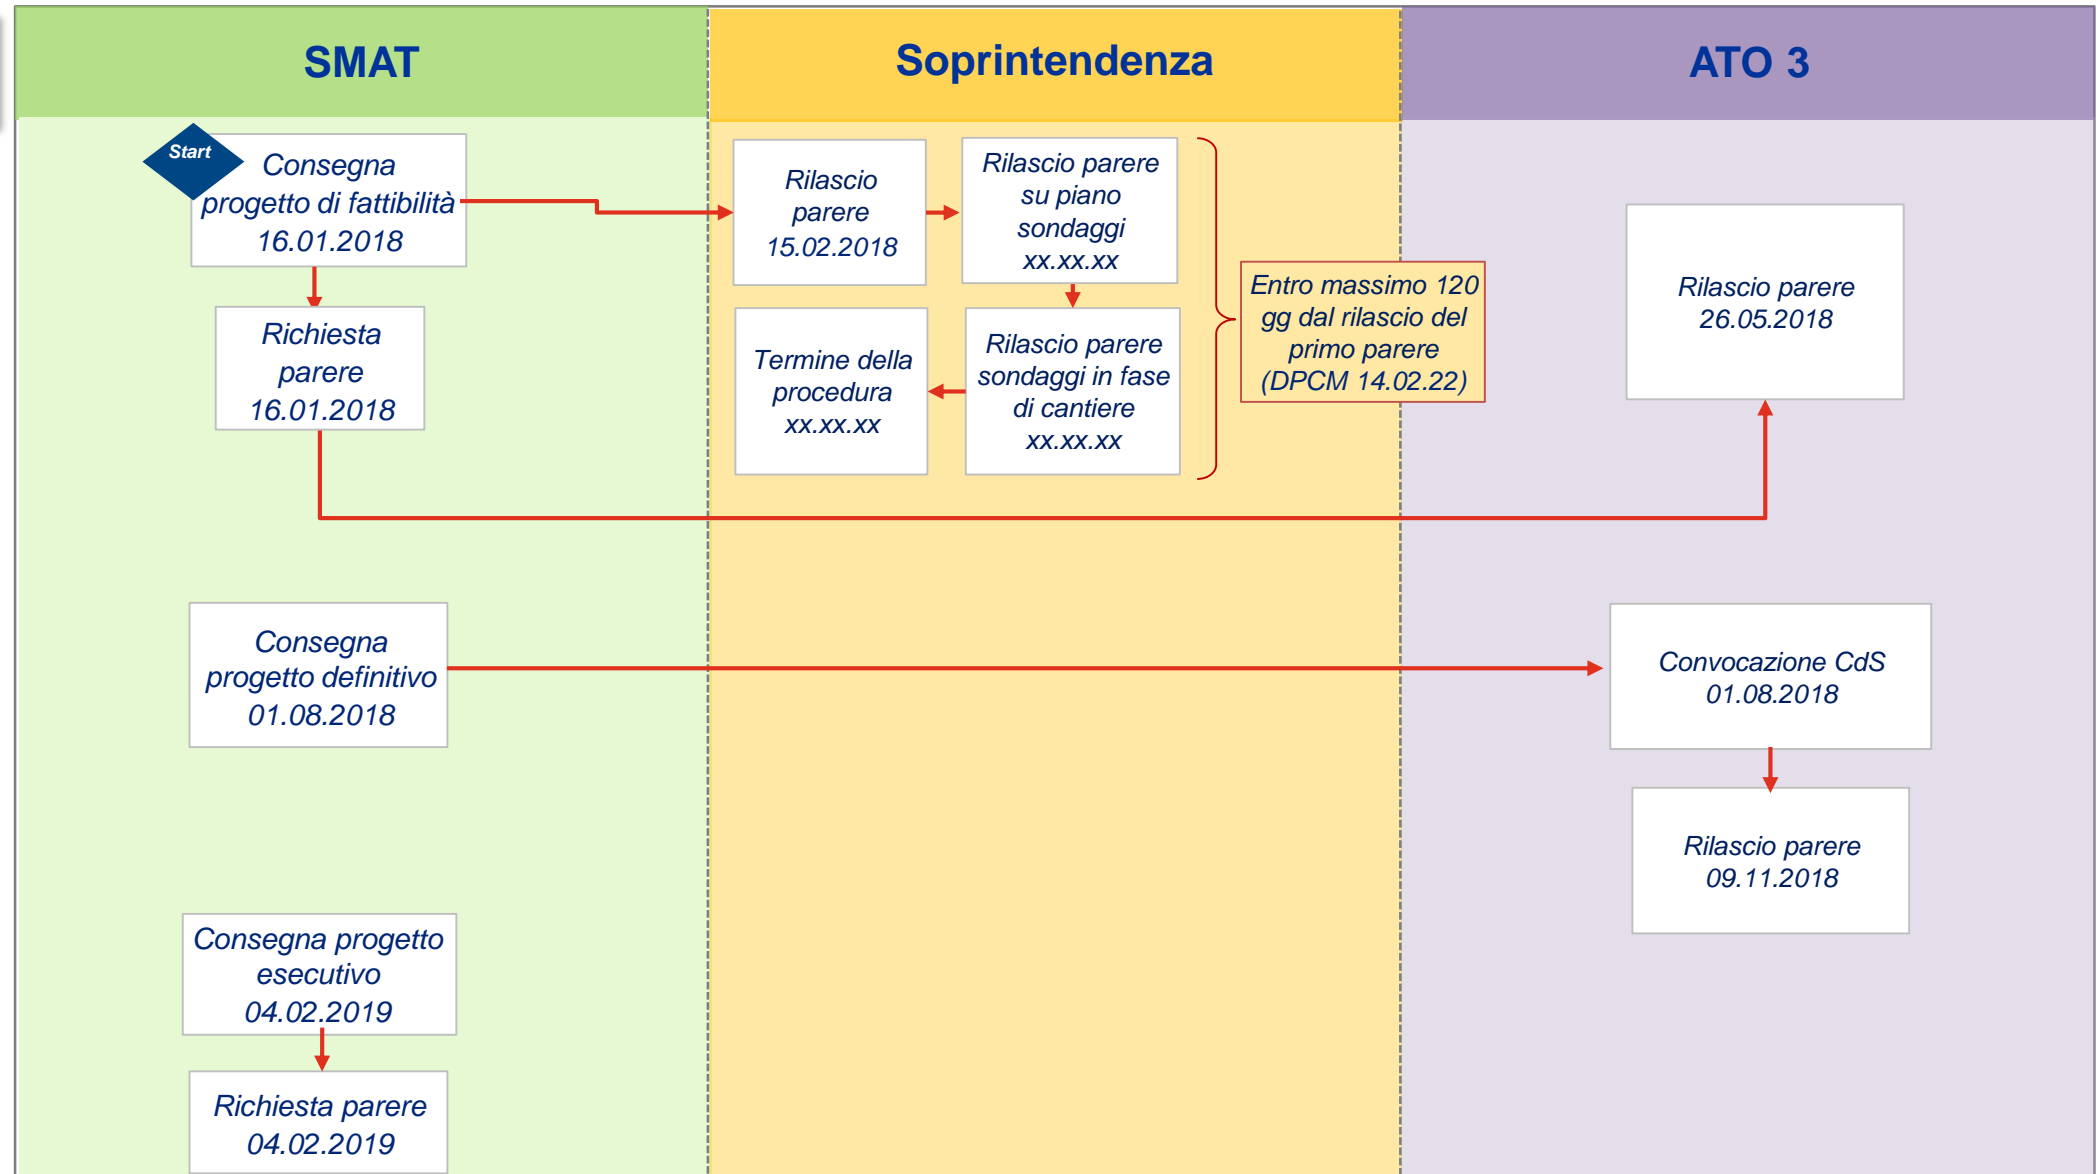 SMAT
Soprintendenza
ATO 3
Start
Consegna
progetto di fattibilità
16.01.2018
Richiesta
parere
16.01.2018
Rilascio
parere
15.02.2018
Rilascio parere
su piano
sondaggi
xx.xx.xx
Termine della
procedura
xx.xx.xx
Rilascio parere
sondaggi in fase
di cantiere
xx.xx.xx
Entro massimo 120
gg dal rilascio del
primo parere
(DPCM 14.02.22)
Rilascio parere
26.05.2018
Consegna
progetto definitivo
01.08.2018
Convocazione CdS
01.08.2018
Rilascio parere
09.11.2018
Consegna progetto
esecutivo
04.02.2019
Richiesta parere
04.02.2019